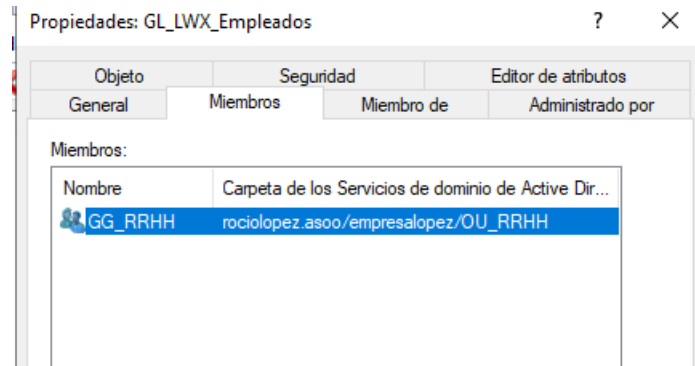 Propiedades: GL_LWX_Empleados ? ×
Objeto Seguridad Editor de atributos
General Miembros Miembro de Administrado por
Miembros:
Nombre Carpeta de los Servicios de dominio de Active Dir...
GG_RRHH rociolopez.asoo/empresalopez/OU_RRHH